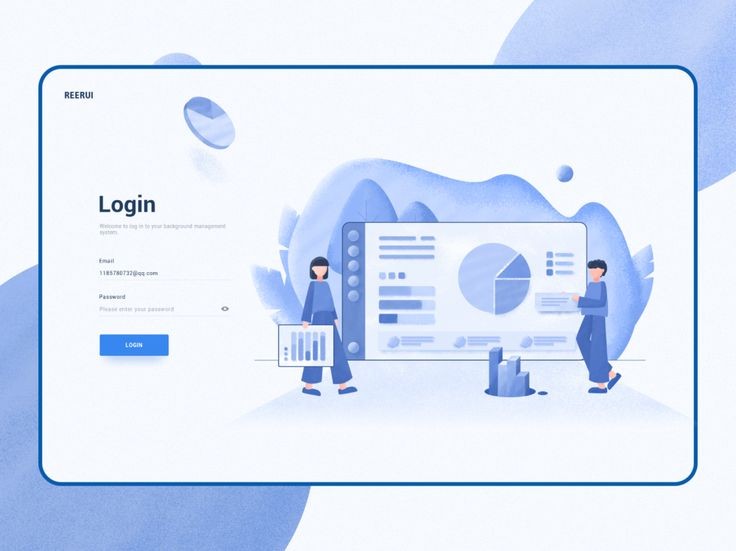 REERUI
Login
Welcome to log in to your background management
system.
Email
1185780732@qq.com
Password
Please enter your password
LOGIN